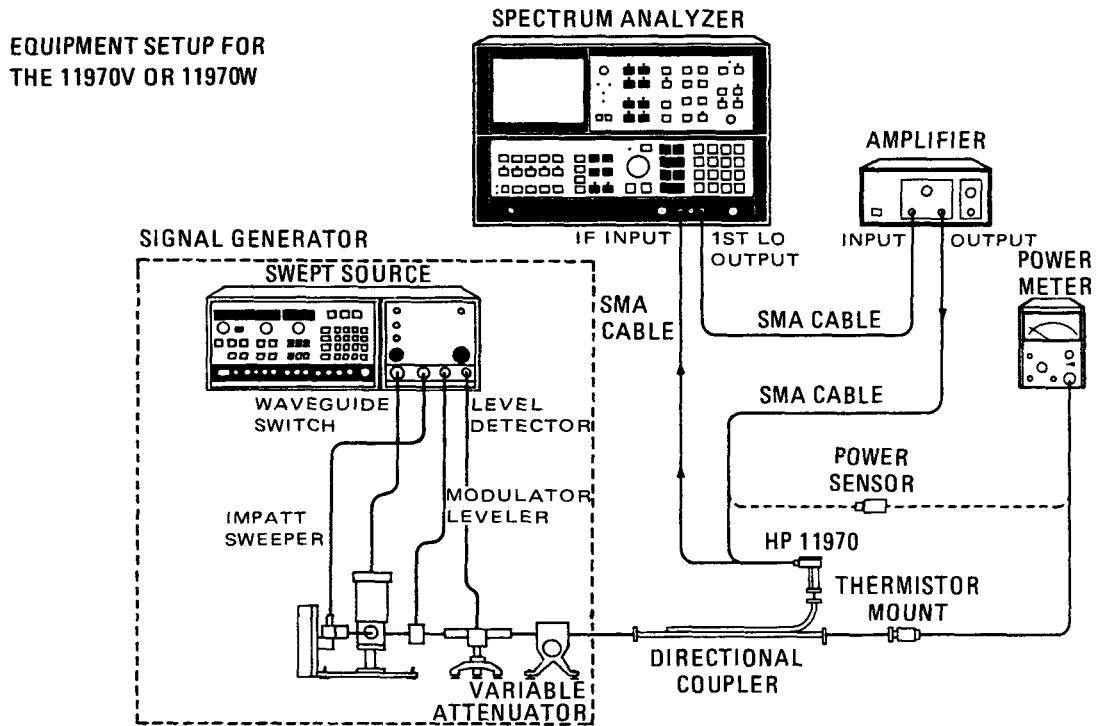 SPECTRUM ANALYZER
EQUIPMENT SETUP FOR
THE 11970V OR 11970W
AMPLIFIER
IF INPUT
1ST LO
OUTPUT
INPUT
OUTPUT
POWER
METER
SIGNAL GENERATOR
SWEPT SOURCE
SMA
CABLE
SMA CABLE
SMA CABLE
WAVEGUIDE
SWITCH
LEVEL
DETECTOR
POWER
SENSOR
IMPATT
SWEEPER
MODULATOR
LEVELER
HP 11970
THERMISTOR
MOUNT
DIRECTIONAL
COUPLER
VARIABLE
ATTENUATOR